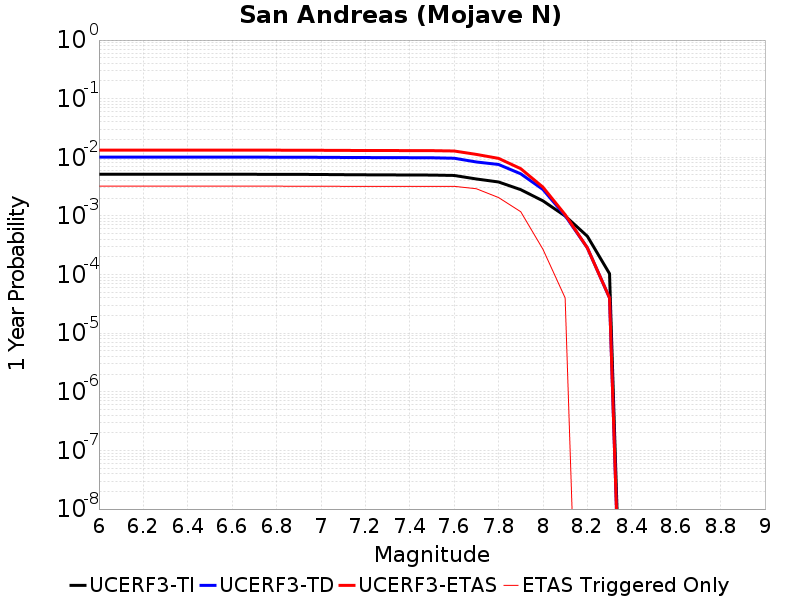 San Andreas (Mojave N)
1 Year Probability
10^0
10^-1
10^-2
10^-3
10^-4
10^-5
10^-6
10^-7
10^-8
6 6.2 6.4 6.6 6.8 7 7.2 7.4 7.6 7.8 8 8.2 8.4 8.6 8.8 9
Magnitude
UCERF3-TI UCERF3-TD UCERF3-ETAS ETAS Triggered Only